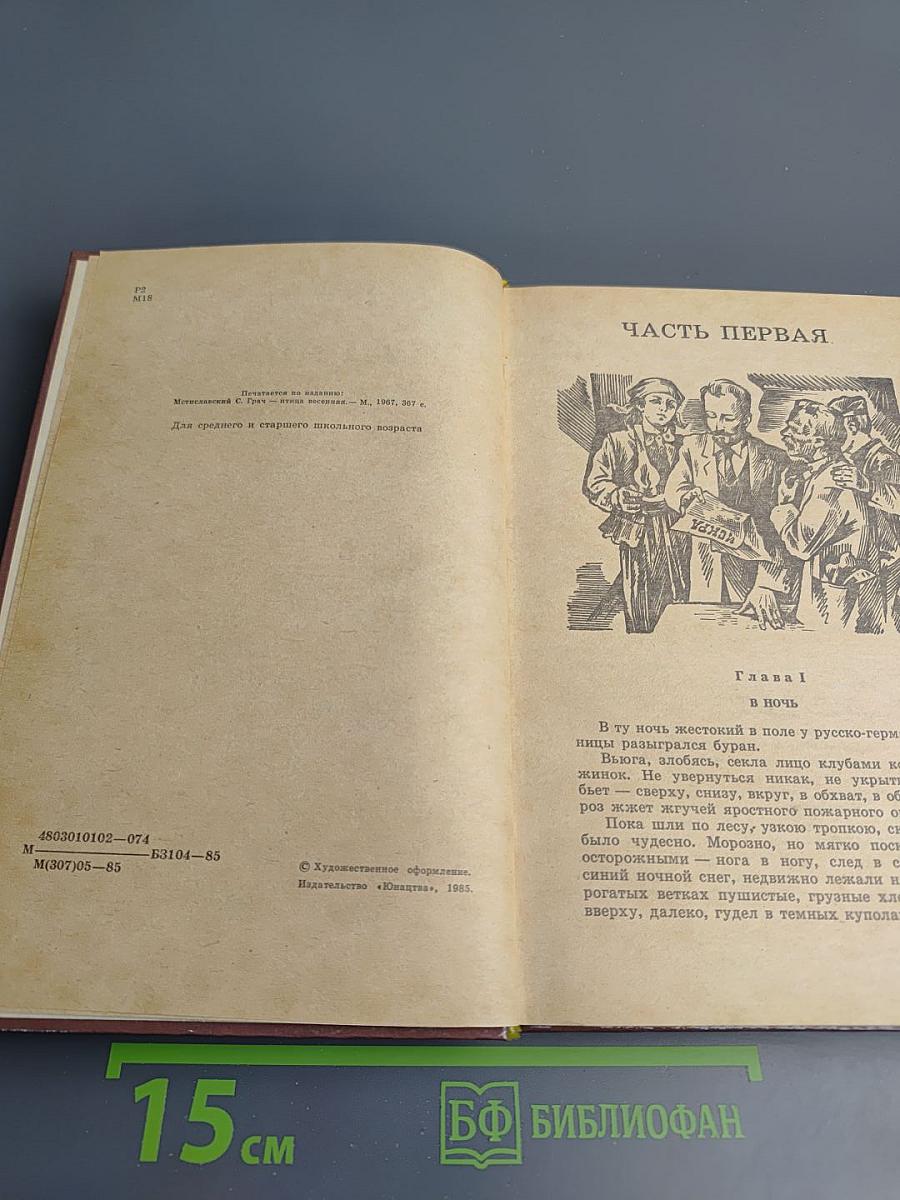 Р2
М18
Печатается по изданию:
Мстиславский С. Грач — птица весенняя.— М., 1967, 367 с.
Для среднего и старшего школьного возраста
4803010102—074
М Б3104—85
М(307)05—85
© Художественное оформление.
Издательство «Юнацтва», 1985.
ЧАСТЬ ПЕРВАЯ
ИСКРА
Глава I
В НОЧЬ
В ту ночь жестокий в поле у русско-герм
ницы разыгрался буран.
Вьюга, злобясь, секла лицо клубами к
жинок. Не увернуться никак, не укрыт
бьет — сверху, снизу, вкруг, в обхват, в об
роз жжет жгучей яростного пожарного о
Пока шли по лесу, узкою тропкою, с
было чудесно. Морозно, но мягко пос
осторожными — нога в ногу, след в с
синий ночной снег, недвижно лежали н
рогатых ветках пушистые, грузные хло
вверху, далеко, гудел в темных купола
15 см
БФ БИБЛИОФАН